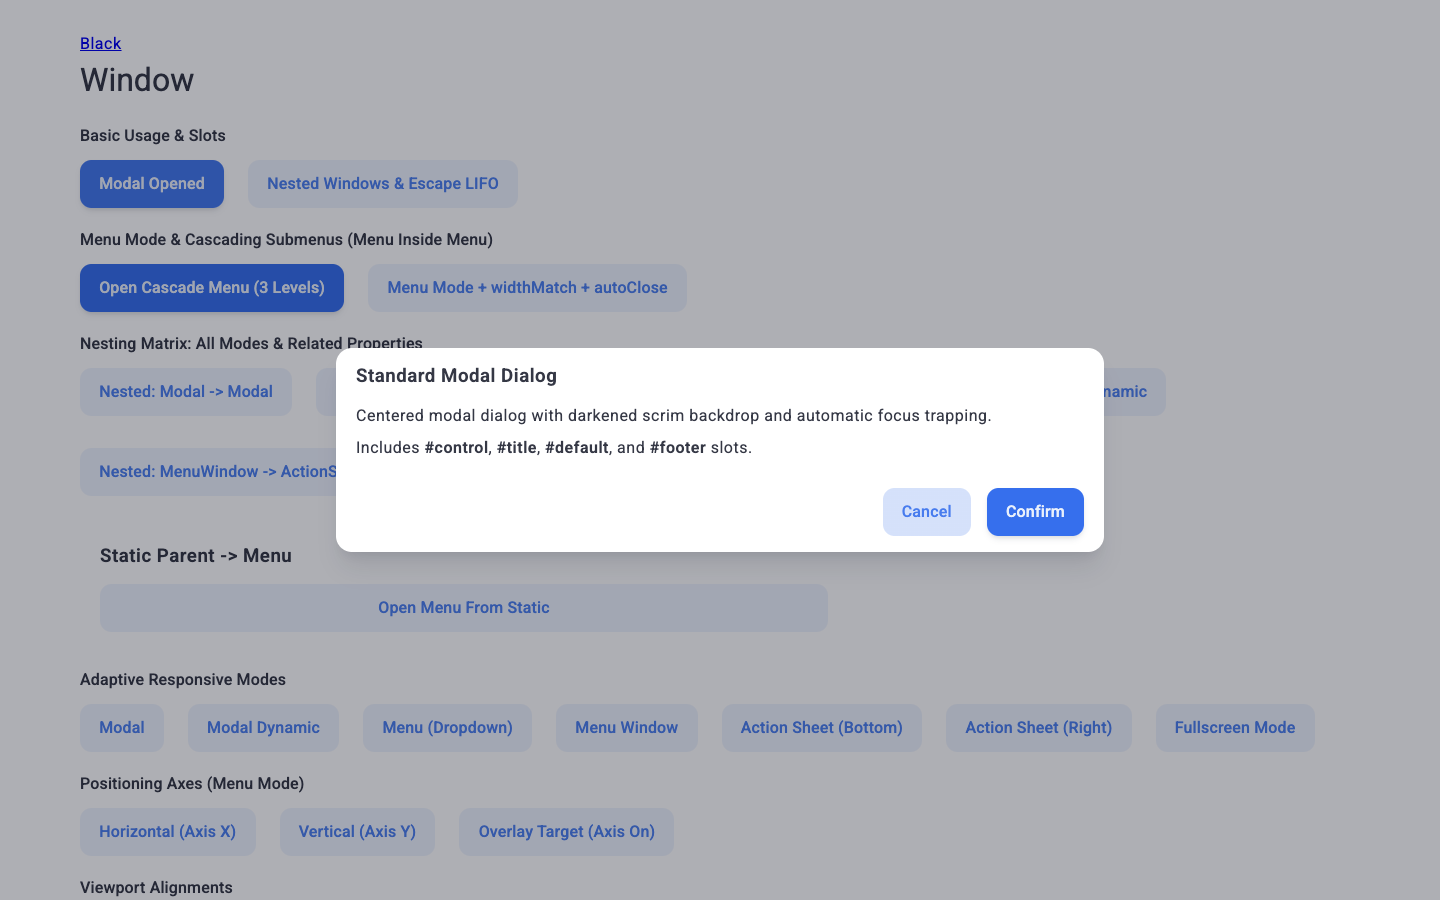 Black
Window
Basic Usage & Slots
Modal Opened
Nested Windows & Escape LIFO
Menu Mode & Cascading Submenus (Menu Inside Menu)
Open Cascade Menu (3 Levels)
Menu Mode + widthMatch + autoClose
Nesting Matrix: All Modes & Related Properties
Nested: Modal -> Modal
Standard Modal Dialog
Centered modal dialog with darkened scrim backdrop and automatic focus trapping.
Includes #control, #title, #default, and #footer slots.
Cancel
Confirm
Nested: MenuWindow ->
Static Parent -> Menu
Open Menu From Static
Adaptive Responsive Modes
Modal
Modal Dynamic
Menu (Dropdown)
Menu Window
Action Sheet (Bottom)
Action Sheet (Right)
Fullscreen Mode
Positioning Axes (Menu Mode)
Horizontal (Axis X)
Vertical (Axis Y)
Overlay Target (Axis On)
Viewport Alignments